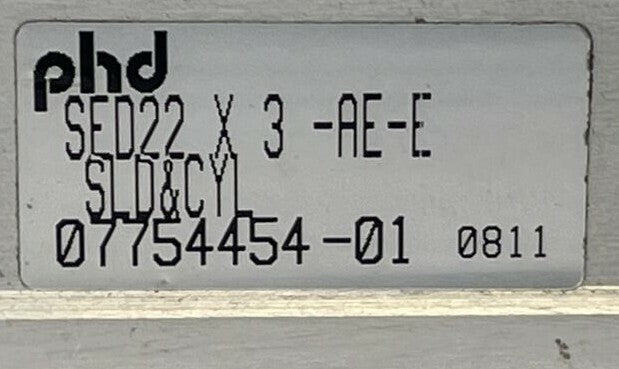 phd
SED22 X 3 -AE-E
SLD&CYL
07754454-01 0811